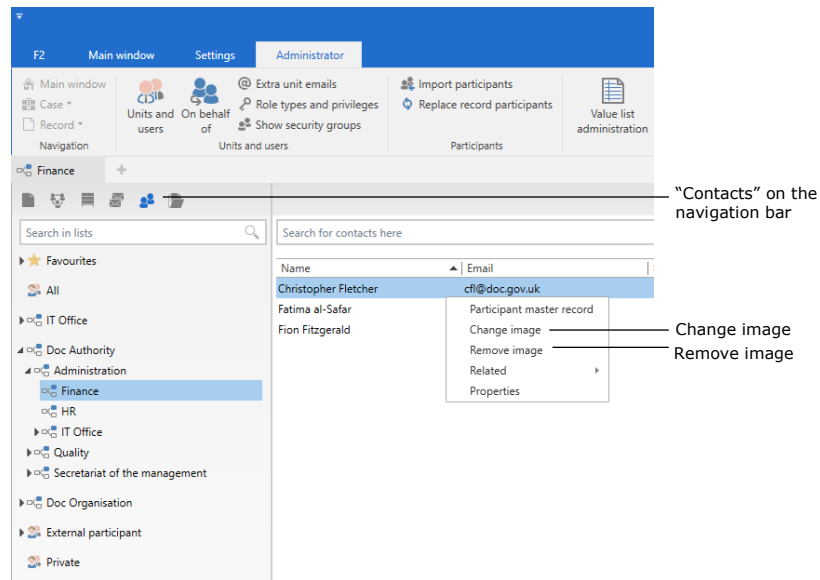 F2 Main window Settings Administrator
Main window
Case
Record
Navigation
Units and users
On behalf of
@ Extra unit emails
Role types and privileges
Show security groups
Units and users
Import participants
Replace record participants
Participants
Value list administration
Finance +
"Contacts" on the
navigation bar
Search in lists
Search for contacts here
Favourites
All
IT Office
Doc Authority
Administration
Finance
HR
IT Office
Quality
Secretariat of the management
Doc Organisation
External participant
Private
Name Email
Christopher Fletcher cfl@doc.gov.uk
Fatima al-Safar
Fion Fitzgerald
Participant master record
Change image
Remove image
Related
Properties
Change image
Remove image